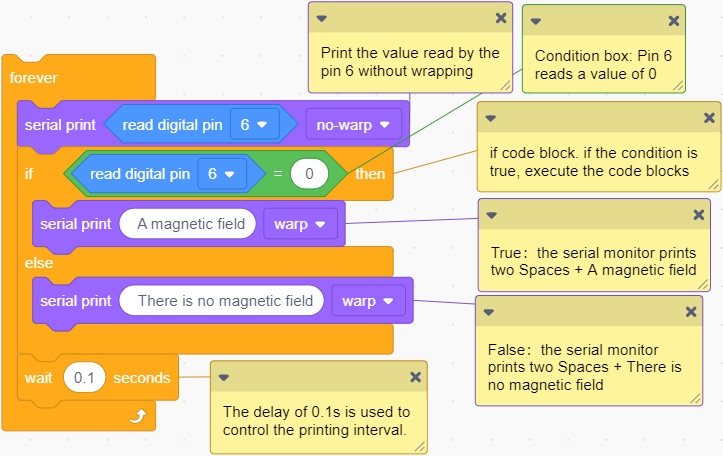 Print the value read by the
pin 6 without wrapping
Condition box: Pin 6
reads a value of 0
forever
serial print read digital pin 6 no-warp
if read digital pin 6 = 0 then
if code block. if the condition is
true, execute the code blocks
serial print A magnetic field warp
True：the serial monitor prints
two Spaces + A magnetic field
else
serial print There is no magnetic field warp
False：the serial monitor
prints two Spaces + There is
no magnetic field
wait 0.1 seconds
The delay of 0.1s is used to
control the printing interval.